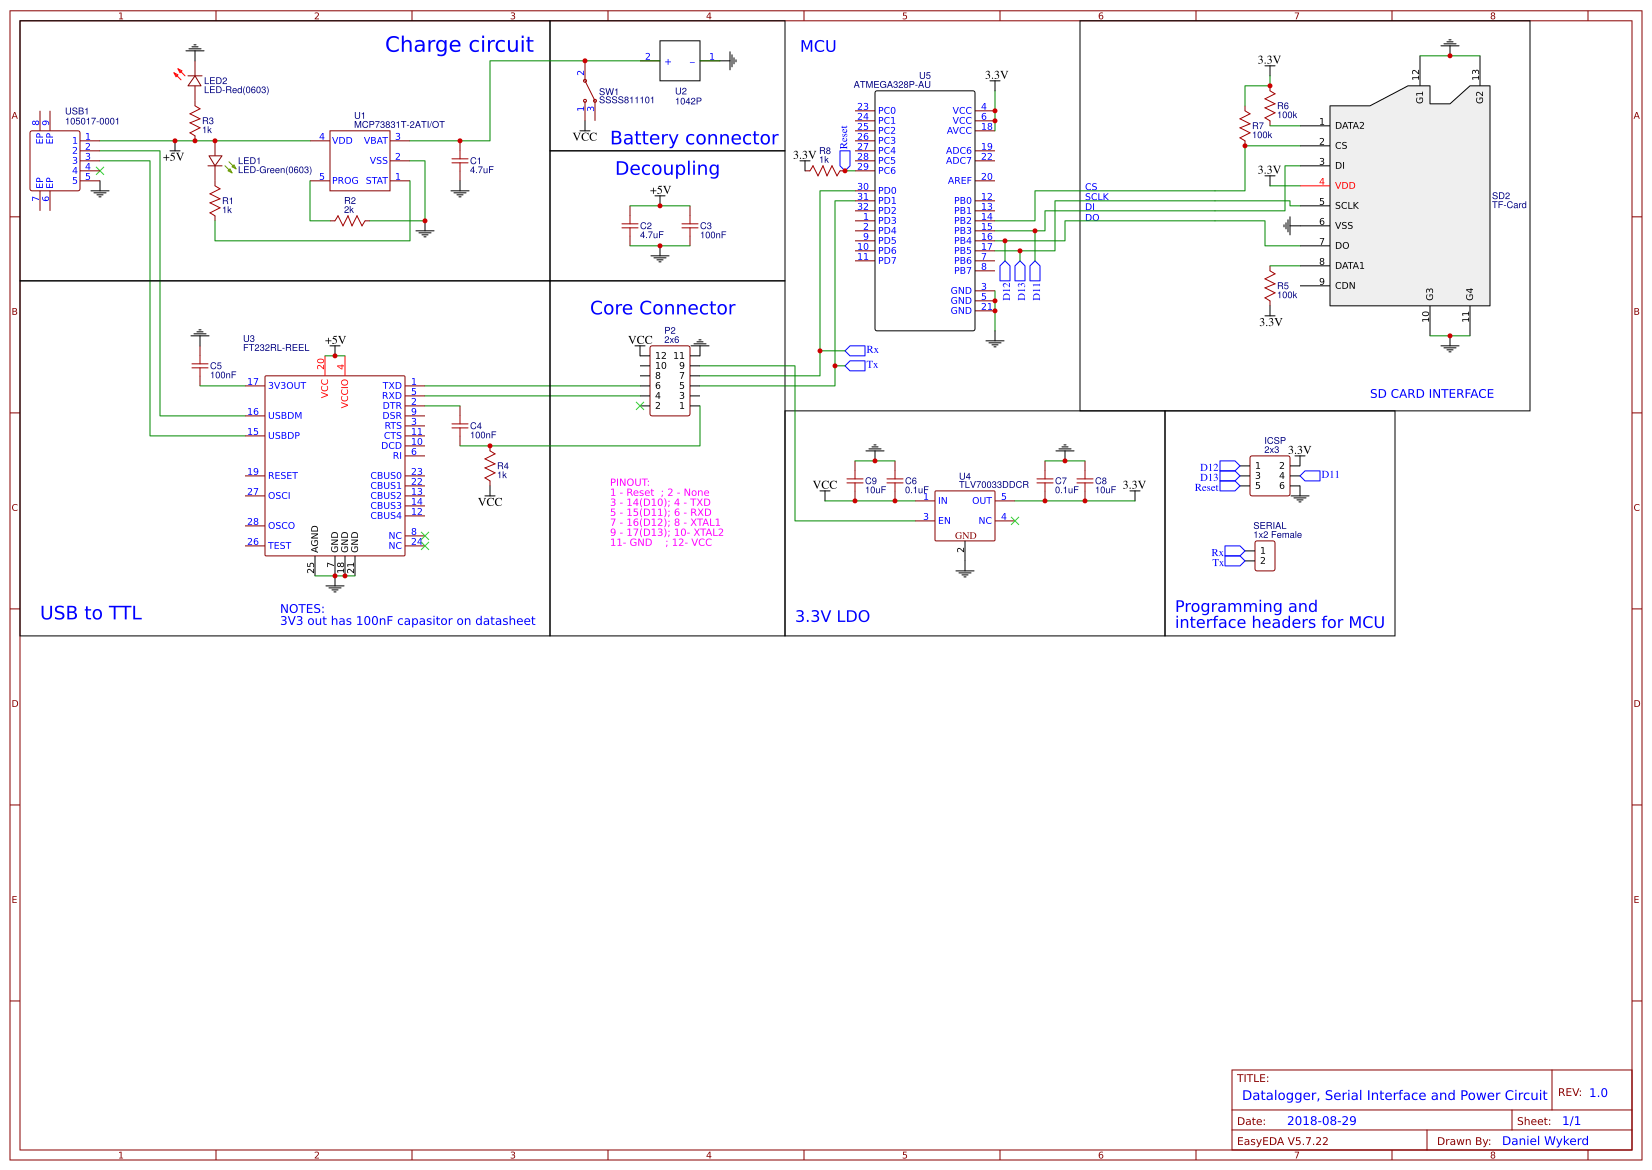 1 2 3 4 5 6 7 8
A B C D E
A B C D E
1 2 3 4 5 6 7 8
Charge circuit
USB1
105017-0001
8 9
EP EP
EP EP
7 6
1
2
3
4
5
+5V
LED2
LED-Red(0603)
R3
1k
LED1
LED-Green(0603)
R1
1k
U1
MCP73831T-2ATI/OT
4 VDD VBAT 3
VSS 2
5 PROG STAT 1
R2
2k
C1
4.7uF
SW1
SSSS811101
2
1 3
VCC
2 + - 1
U2
1042P
Battery connector
Decoupling
+5V
C2
4.7uF
C3
100nF
Core Connector
P2
2x6
VCC
12 11
10 9
8 7
6 5
4 3
2 1
PINOUT:
1 - Reset ; 2 - None
3 - 14(D10); 4 - TXD
5 - 15(D11); 6 - RXD
7 - 16(D12); 8 - XTAL1
9 - 17(D13); 10- XTAL2
11- GND ; 12- VCC
U3
FT232RL-REEL
C5
100nF
+5V
20 4
VCC VCCIO
17 3V3OUT
16 USBDM
15 USBDP
19 RESET
27 OSCI
28 OSCO
26 TEST
TXD 1
RXD 5
DTR 2
DSR 9
RTS 3
CTS 11
DCD 10
RI 6
CBUS0 23
CBUS1 22
CBUS2 13
CBUS3 14
CBUS4 12
NC 8
NC 24
AGND GND GND GND
25 7 18 21
C4
100nF
R4
1k
VCC
USB to TTL
NOTES:
3V3 out has 100nF capasitor on datasheet
MCU
U5
ATMEGA328P-AU
3.3V
R8
1k
Reset
3.3V
23 PC0
24 PC1
25 PC2
26 PC3
27 PC4
28 PC5
29 PC6
30 PD0
31 PD1
32 PD2
1 PD3
2 PD4
9 PD5
10 PD6
11 PD7
VCC 4
VCC 6
AVCC 18
ADC6 19
ADC7 22
AREF 20
PB0 12
PB1 13
PB2 14
PB3 15
PB4 16
PB5 17
PB6 7
PB7 8
GND 3
GND 5
GND 21
D12 D13 D11
Rx
Tx
CS
SCLK
DI
DO
3.3V
R6
100k
R7
100k
3.3V
R5
100k
3.3V
12 13
G1 G2
1 DATA2
2 CS
3 DI
4 VDD
5 SCLK
6 VSS
7 DO
8 DATA1
9 CDN
G3 G4
10 11
SD2
TF-Card
SD CARD INTERFACE
VCC
C9
10uF
C6
0.1uF
U4
TLV70033DDCR
1 IN OUT 5
3 EN NC 4
GND
2
C7
0.1uF
C8
10uF
3.3V
3.3V LDO
ICSP
2x3
3.3V
D12 1 2
D13 3 4 D11
Reset 5 6
SERIAL
1x2 Female
Rx 1
Tx 2
Programming and
interface headers for MCU
TITLE:
Datalogger, Serial Interface and Power Circuit
REV: 1.0
Date: 2018-08-29
Sheet: 1/1
EasyEDA V5.7.22
Drawn By: Daniel Wykerd